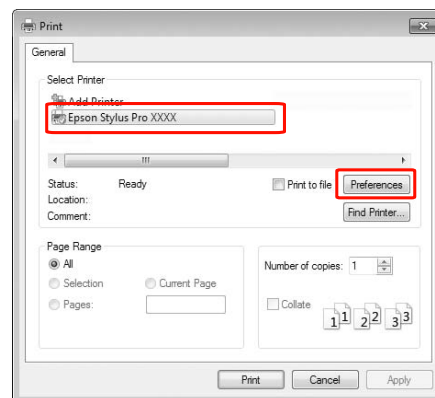 Print
General
Select Printer
Add Printer
Epson Stylus Pro XXXX
Status: Ready
Print to file
Preferences
Location:
Comment:
Find Printer...
Page Range
All
Selection
Current Page
Pages:
Number of copies: 1
Collate
1 1 2 2 3 3
Print
Cancel
Apply